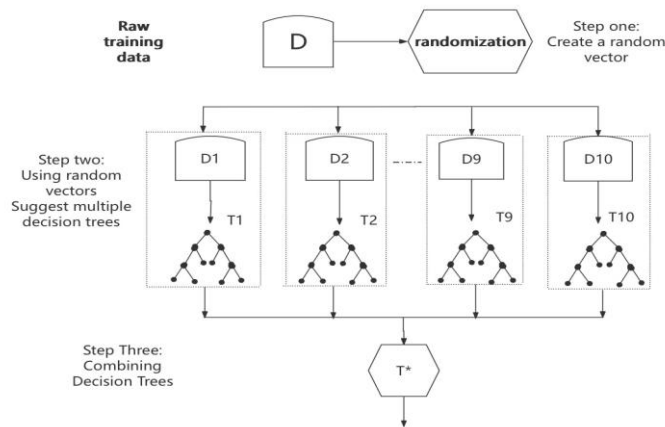 Raw
training
data
D
randomization
Step one:
Create a random
vector
Step two:
Using random
vectors
Suggest multiple
decision trees
D1
D2
D9
D10
T1
T2
T9
T10
Step Three:
Combining
Decision Trees
T*